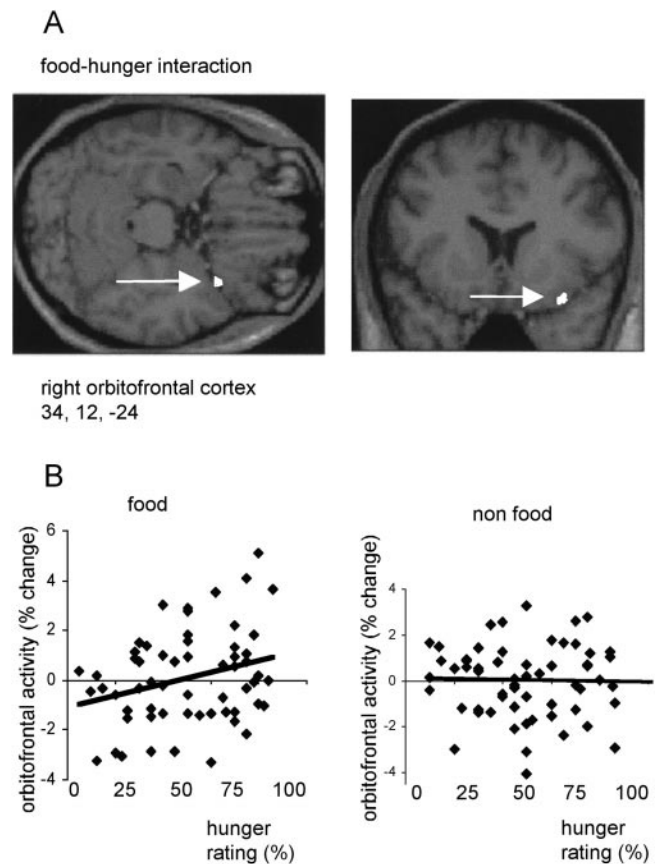 A
food-hunger interaction
right orbitofrontal cortex
34, 12, -24
B
food
orbitofrontal activity (% change)
6
4
2
0
-2
-4
0 25 50 75 100
hunger
rating (%)
non food
orbitofrontal activity (% change)
4
2
0
-2
-4
0 25 50 75 100
hunger
rating (%)